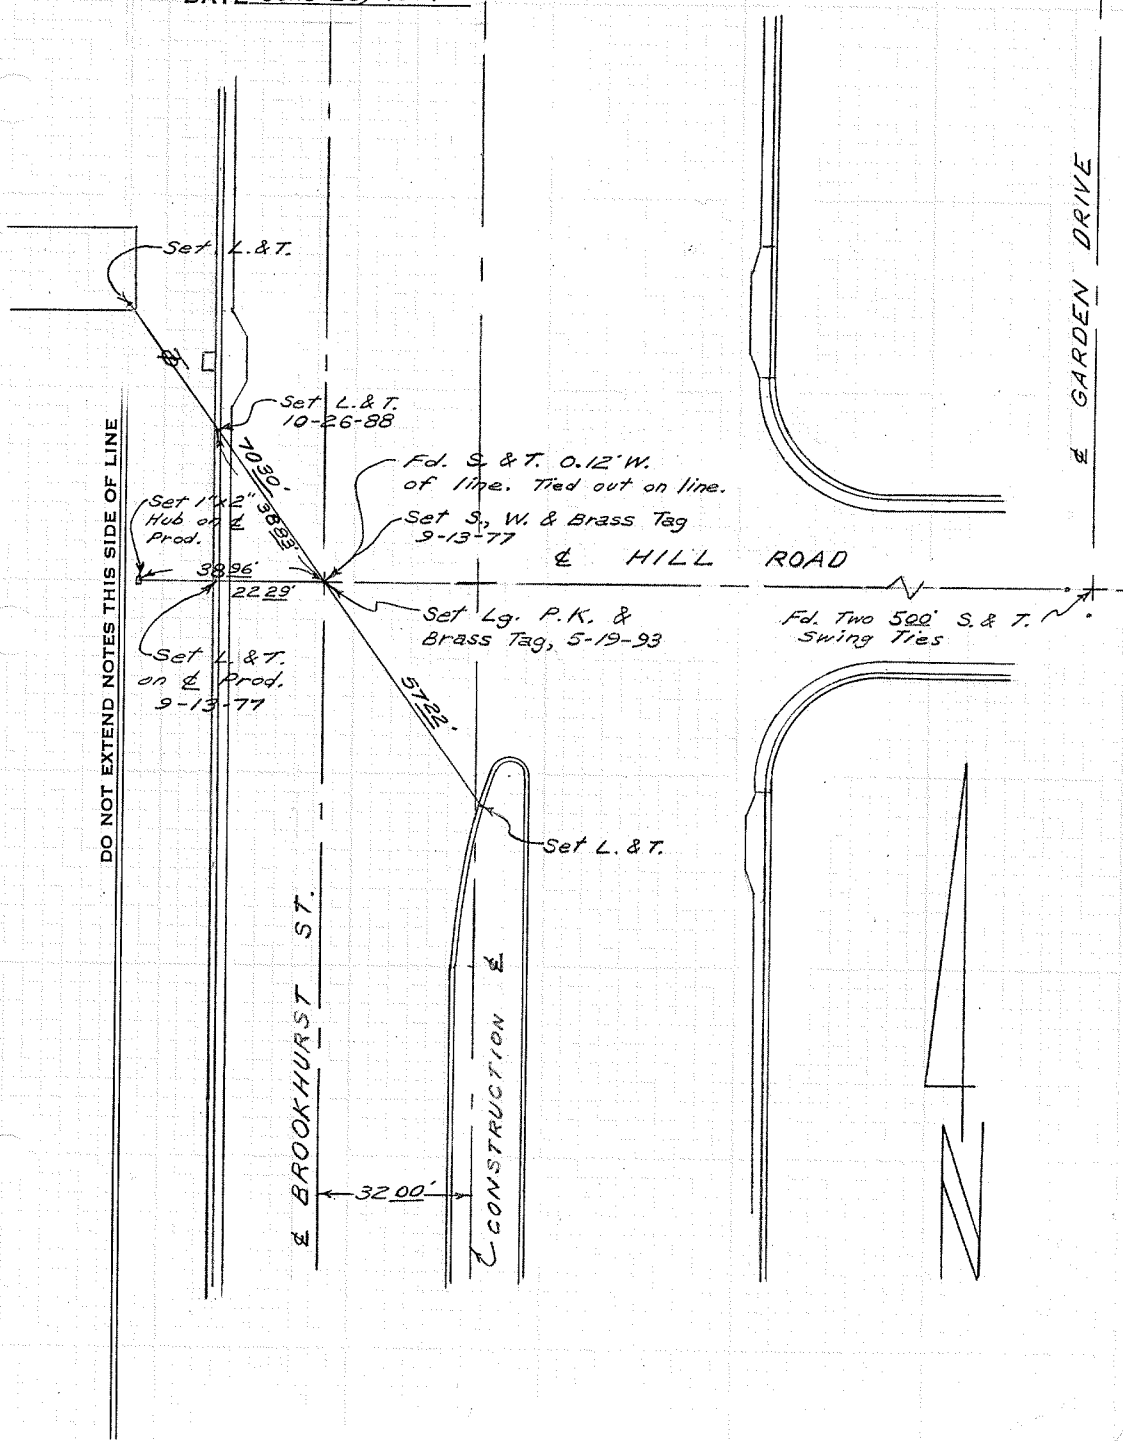 DATE
Set L. & T.
Set L. & T.
10-26-88
70 30'
38 83'
Fd. S. & T. 0.12' W.
of line. Tied out on line.
Set S., W. & Brass Tag
9-13-77
Set 1"x2"
Hub on ℄
Prod.
38 96'
22 29'
℄ HILL ROAD
℄ GARDEN DRIVE
Set Lg. P.K. &
Brass Tag, 5-19-93
Fd. Two 5 00' S. & T.
Swing Ties
Set L. & T.
on ℄ Prod.
9-13-77
57 22'
Set L. & T.
DO NOT EXTEND NOTES THIS SIDE OF LINE
℄ BROOKHURST ST.
CONSTRUCTION ℄
32 00'
N